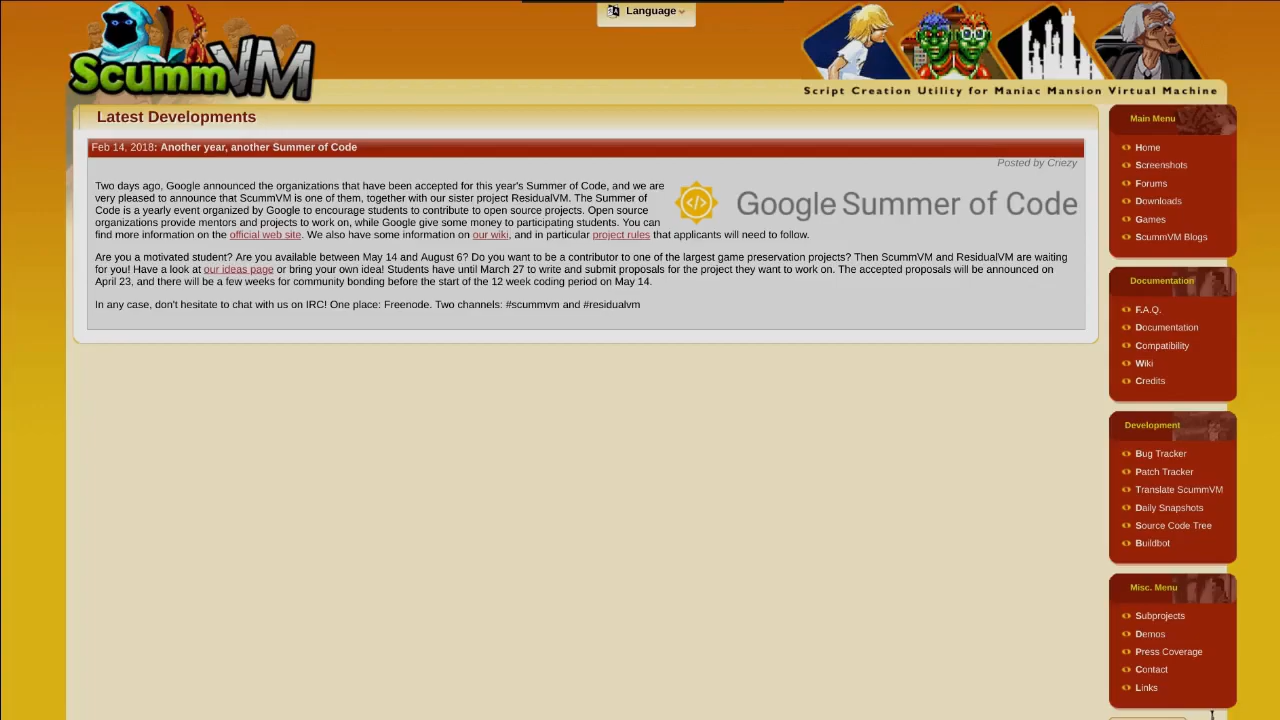 Language
ScummVM
Script Creation Utility for Maniac Mansion Virtual Machine
Latest Developments
Feb 14, 2018: Another year, another Summer of Code
Posted by Criezy
Two days ago, Google announced the organizations that have been accepted for this year's Summer of Code, and we are
very pleased to announce that ScummVM is one of them, together with our sister project ResidualVM. The Summer of
Code is a yearly event organized by Google to encourage students to contribute to open source projects. Open source
organizations provide mentors and projects to work on, while Google give some money to participating students. You can
find more information on the official web site. We also have some information on our wiki, and in particular project rules that applicants will need to follow.
Google Summer of Code
Are you a motivated student? Are you available between May 14 and August 6? Do you want to be a contributor to one of the largest game preservation projects? Then ScummVM and ResidualVM are waiting
for you! Have a look at our ideas page or bring your own idea! Students have until March 27 to write and submit proposals for the project they want to work on. The accepted proposals will be announced on
April 23, and there will be a few weeks for community bonding before the start of the 12 week coding period on May 14.
In any case, don't hesitate to chat with us on IRC! One place: Freenode. Two channels: #scummvm and #residualvm
Main Menu
Home
Screenshots
Forums
Downloads
Games
ScummVM Blogs
Documentation
F.A.Q.
Documentation
Compatibility
Wiki
Credits
Development
Bug Tracker
Patch Tracker
Translate ScummVM
Daily Snapshots
Source Code Tree
Buildbot
Misc. Menu
Subprojects
Demos
Press Coverage
Contact
Links